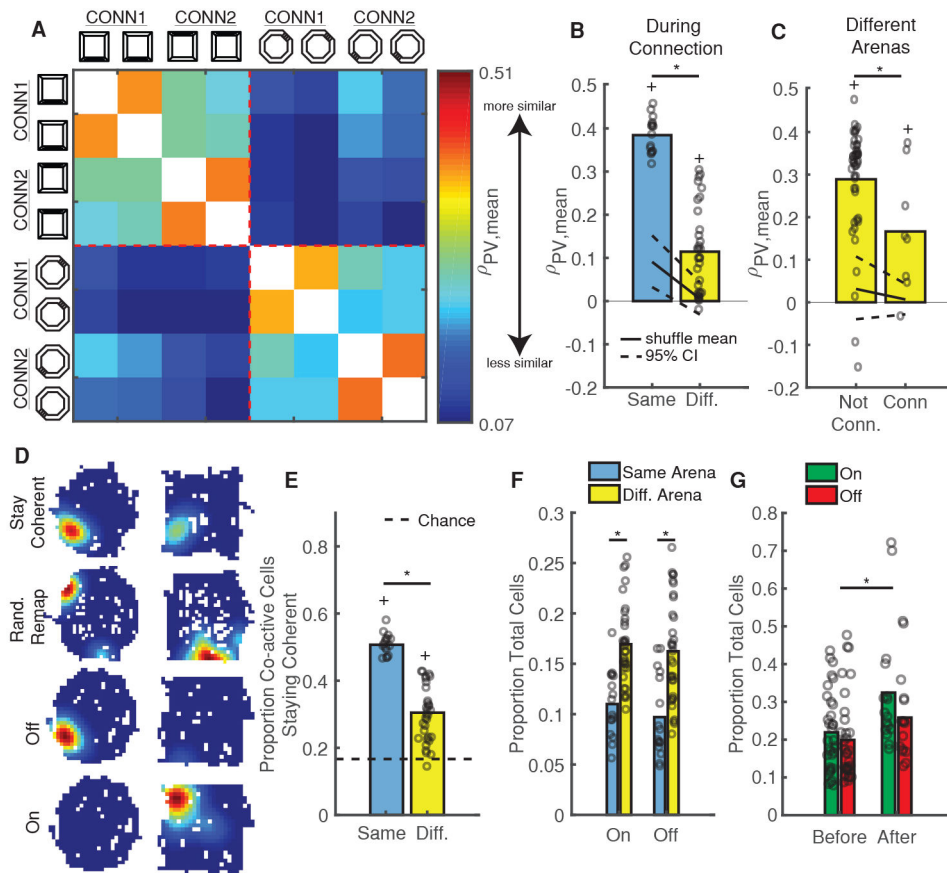 A
CONN1 CONN2 CONN1 CONN2
CONN1
CONN2
CONN1
CONN2
0.51
more similar
ρPV,mean
less similar
0.07
B
During
Connection
*
+
+
0.4
0.3
0.2
0.1
0
-0.1
-0.2
ρPV,mean
shuffle mean
95% CI
Same Diff.
C
Different
Arenas
*
+
+
0.5
0.4
0.3
0.2
0.1
0
-0.1
-0.2
ρPV,mean
Not Conn
Conn.
D
Stay
Coherent
Rand.
Remap
Off
On
E
Chance
*
+
+
0.8
0.6
0.4
0.2
0
Proportion Co-active Cells
Staying Coherent
Same Diff.
F
Same Arena
Diff. Arena
* *
0.3
0.25
0.2
0.15
0.1
0.05
0
Proportion Total Cells
On Off
G
On
Off
*
0.8
0.7
0.6
0.5
0.4
0.3
0.2
0.1
0
Proportion Total Cells
Before After